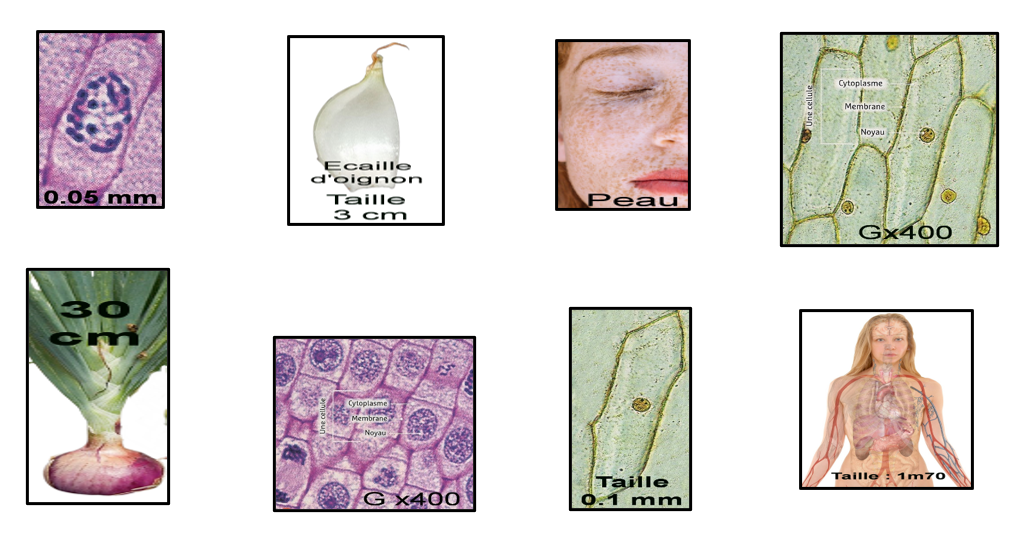 0.05 mm
Ecaille
d'oignon
Taille
3 cm
Peau
Une cellule
Cytoplasme
Membrane
Noyau
Gx400
30
cm
Une cellule
Cytoplasme
Membrane
Noyau
G x400
Taille
0.1 mm
Taille : 1m70